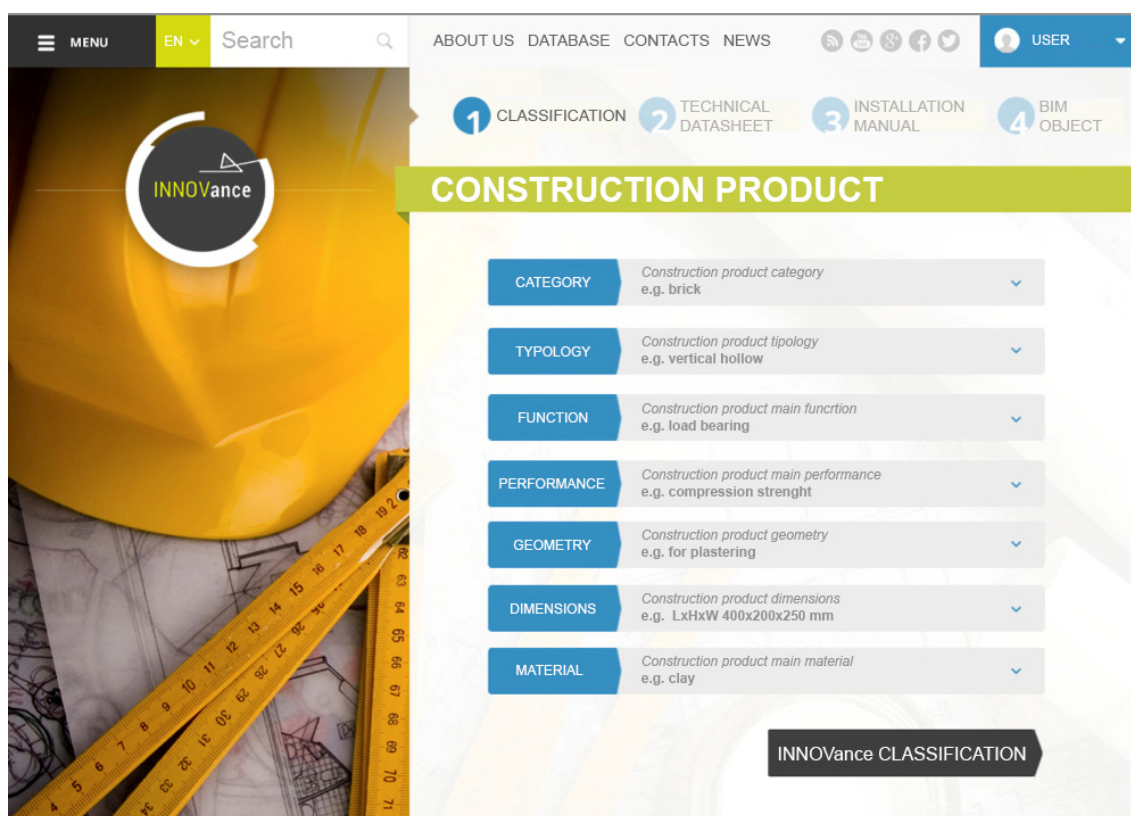 MENU
EN
Search
ABOUT US DATABASE CONTACTS NEWS
USER
1 CLASSIFICATION
2 TECHNICAL
DATASHEET
3 INSTALLATION
MANUAL
4 BIM
OBJECT
INNOVance
CONSTRUCTION PRODUCT
CATEGORY
Construction product category
e.g. brick
TYPOLOGY
Construction product tipology
e.g. vertical hollow
FUNCTION
Construction product main funcrtion
e.g. load bearing
PERFORMANCE
Construction product main performance
e.g. compression strenght
GEOMETRY
Construction product geometry
e.g. for plastering
DIMENSIONS
Construction product dimensions
e.g. LxHxW 400x200x250 mm
MATERIAL
Construction product main material
e.g. clay
INNOVance CLASSIFICATION